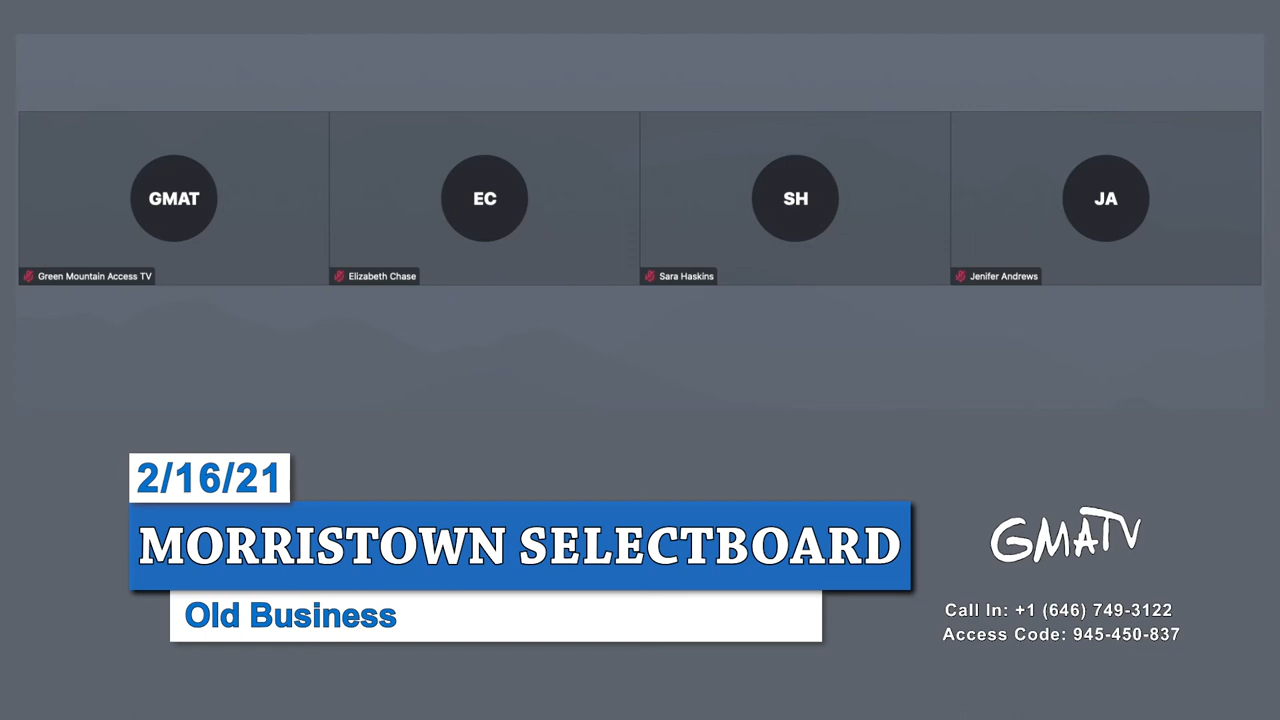 GMAT
EC
SH
JA
Green Mountain Access TV
Elizabeth Chase
Sara Haskins
Jenifer Andrews
2/16/21
MORRISTOWN SELECTBOARD
Old Business
GMATV
Call In: +1 (646) 749-3122
Access Code: 945-450-837